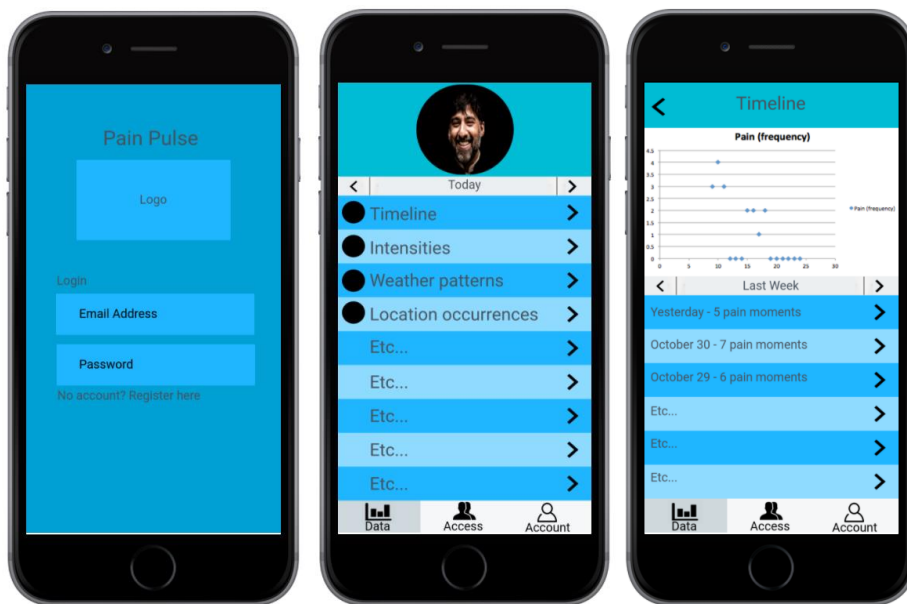 Pain Pulse
Logo
Login
Email Address
Password
No account? Register here
Today
Timeline
Intensities
Weather patterns
Location occurrences
Etc...
Etc...
Etc...
Etc...
Etc...
Data
Access
Account
Timeline
Pain (frequency)
4.5
4
3.5
3
2.5
2
1.5
1
0.5
0
0 5 10 15 20 25 30
Pain (frequency)
Last Week
Yesterday - 5 pain moments
October 30 - 7 pain moments
October 29 - 6 pain moments
Etc...
Etc...
Etc...
Data
Access
Account